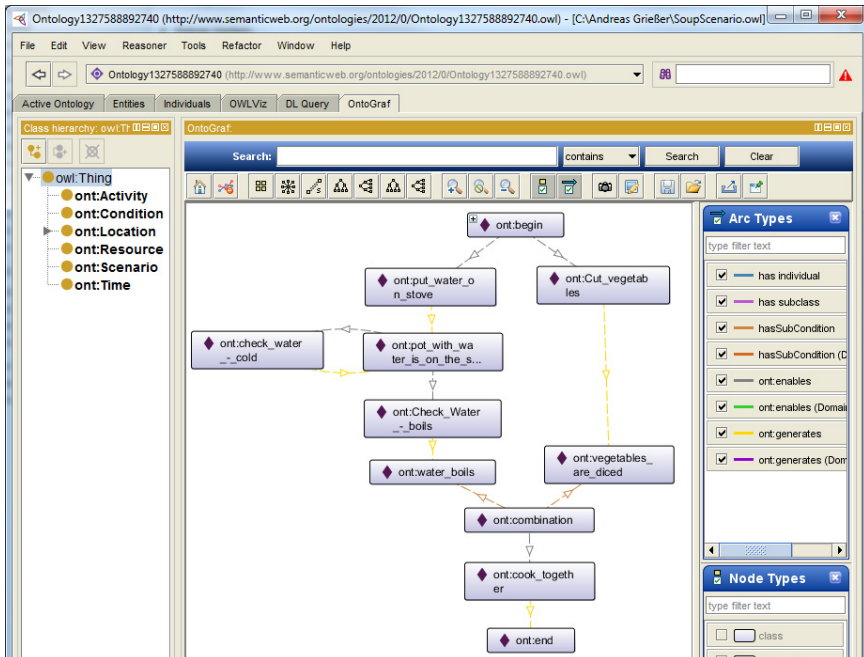 Ontology1327588892740 (http://www.semanticweb.org/ontologies/2012/0/Ontology1327588892740.owl) - [C:\Andreas Grießer\SoupScenario.owl]
File Edit View Reasoner Tools Refactor Window Help
Ontology1327588892740 (http://www.semanticweb.org/ontologies/2012/0/Ontology1327588892740.owl)
Active Ontology Entities Individuals OWLViz DL Query OntoGraf
Class hierarchy: owl:Th
owl:Thing
ont:Activity
ont:Condition
ont:Location
ont:Resource
ont:Scenario
ont:Time
OntoGraf:
Search: contains Search Clear
ont:begin
ont:put_water_o
n_stove
ont:Cut_vegetab
les
ont:check_water
_-_cold
ont:pot_with_wa
ter_is_on_the_s...
ont:Check_Water
_-_boils
ont:water_boils
ont:vegetables_
are_diced
ont:combination
ont:cook_togeth
er
ont:end
Arc Types
type filter text
has individual
has subclass
hasSubCondition
hasSubCondition (D
ont:enables
ont:enables (Domai
ont:generates
ont:generates (Dom
Node Types
type filter text
class